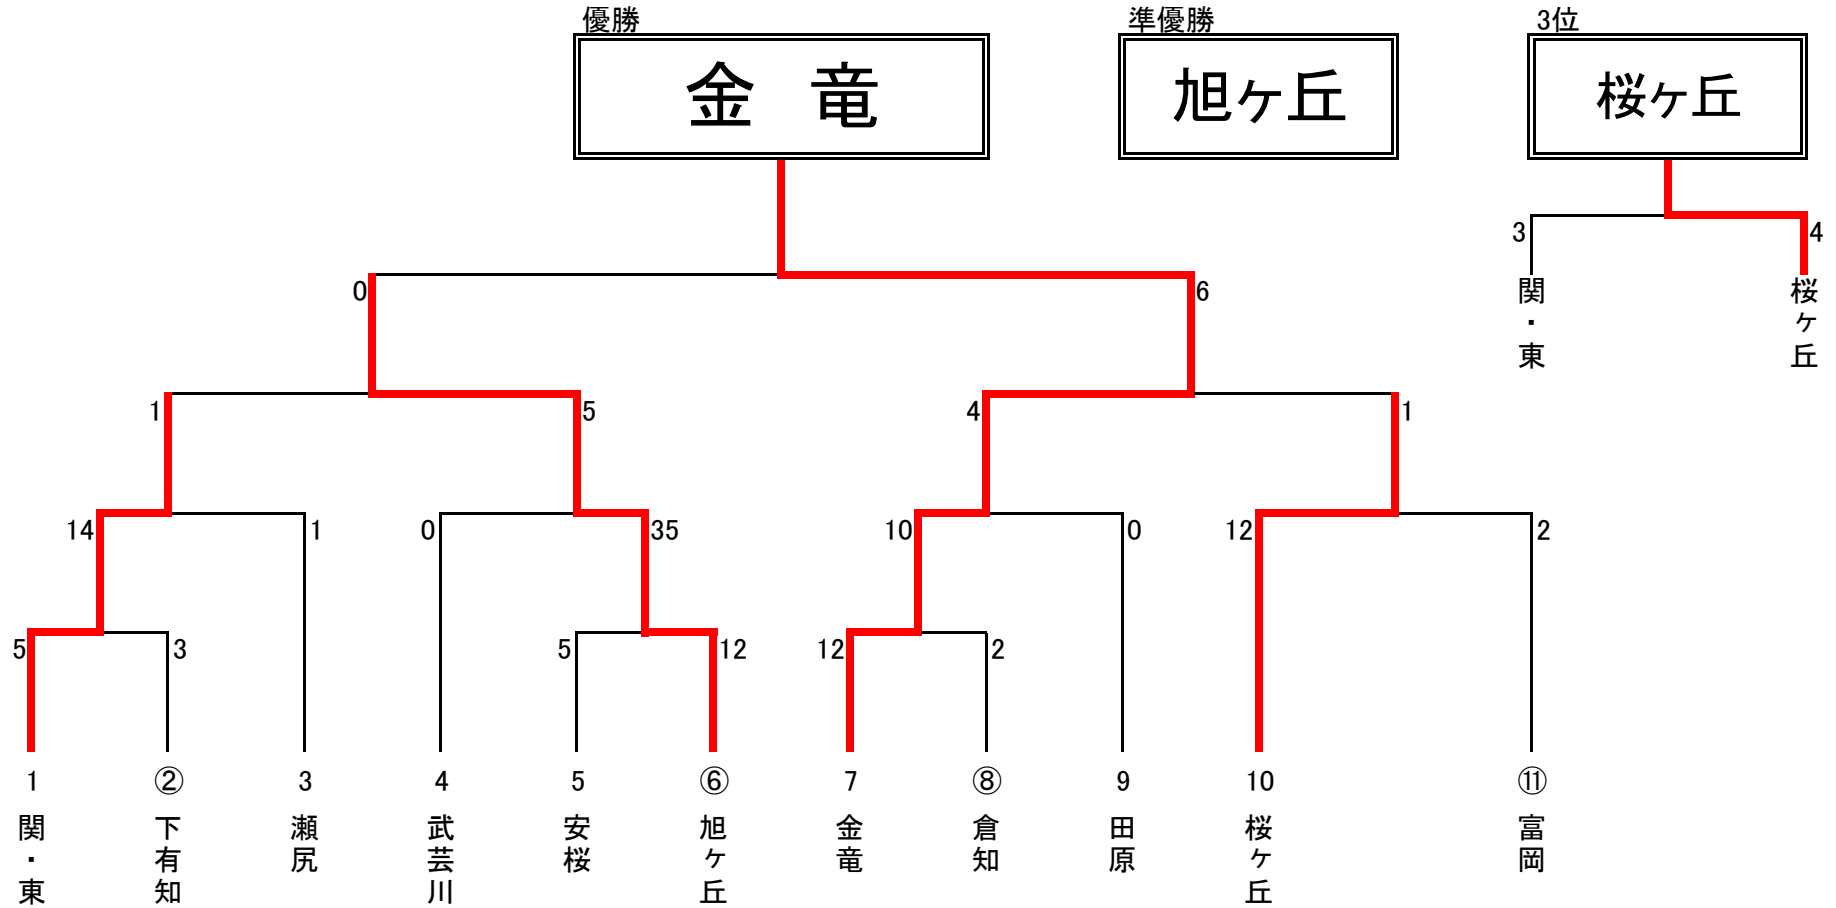 優勝
準優勝
3位
金 竜
旭ヶ丘
桜ヶ丘
3
4
関・東
桜ヶ丘
0
6
1
5
4
1
14
1
0
35
10
0
12
2
5
3
5
12
12
2
1
②
3
4
5
⑥
7
⑧
9
10
⑪
関・東
下有知
瀬尻
武芸川
安桜
旭ヶ丘
金竜
倉知
田原
桜ヶ丘
富岡